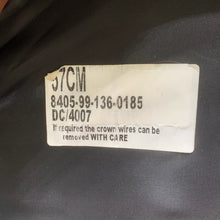 57CM
8405-99-136-0185
DC/4007
If required the crown wires can be
removed WITH CARE